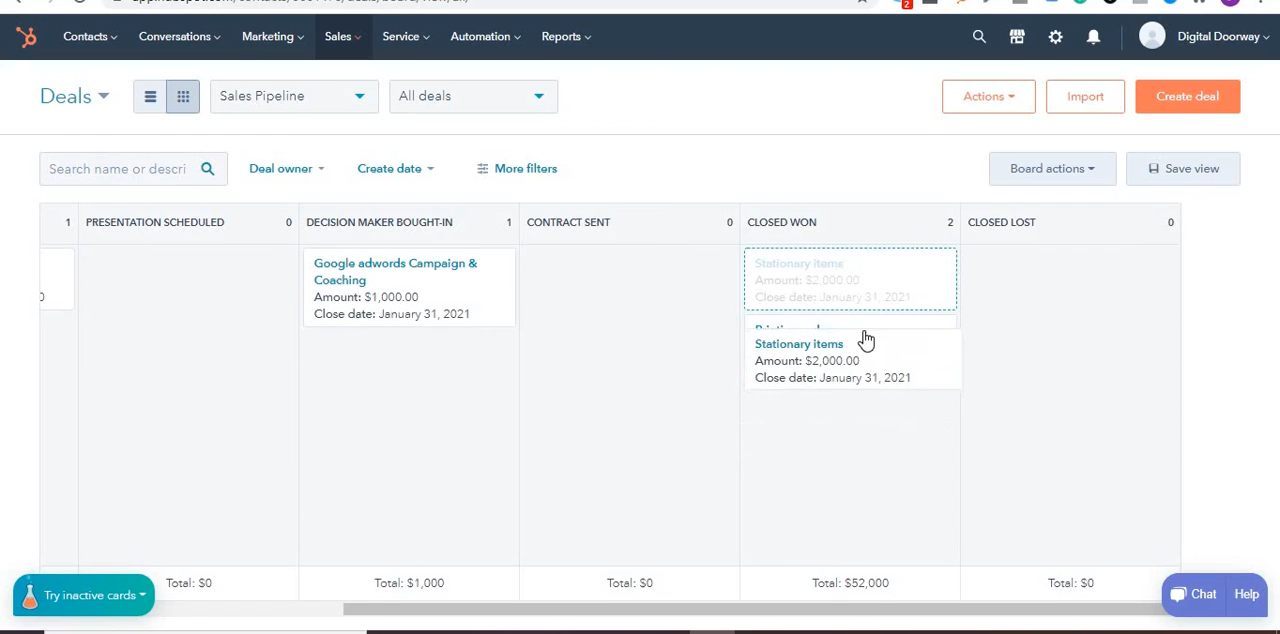 2
Contacts
Conversations
Marketing
Sales
Service
Automation
Reports
Digital Doorway
Deals
Sales Pipeline
All deals
Actions
Import
Create deal
Search name or descri
Deal owner
Create date
More filters
Board actions
Save view
1
PRESENTATION SCHEDULED 0
DECISION MAKER BOUGHT-IN 1
CONTRACT SENT 0
CLOSED WON 2
CLOSED LOST 0
Google adwords Campaign &
Coaching
Amount: $1,000.00
Close date: January 31, 2021
0
Stationary items
Amount: $2,000.00
Close date: January 31, 2021
Stationary items
Amount: $2,000.00
Close date: January 31, 2021
Total: $0
Total: $1,000
Total: $0
Total: $52,000
Total: $0
Try inactive cards
Chat
Help